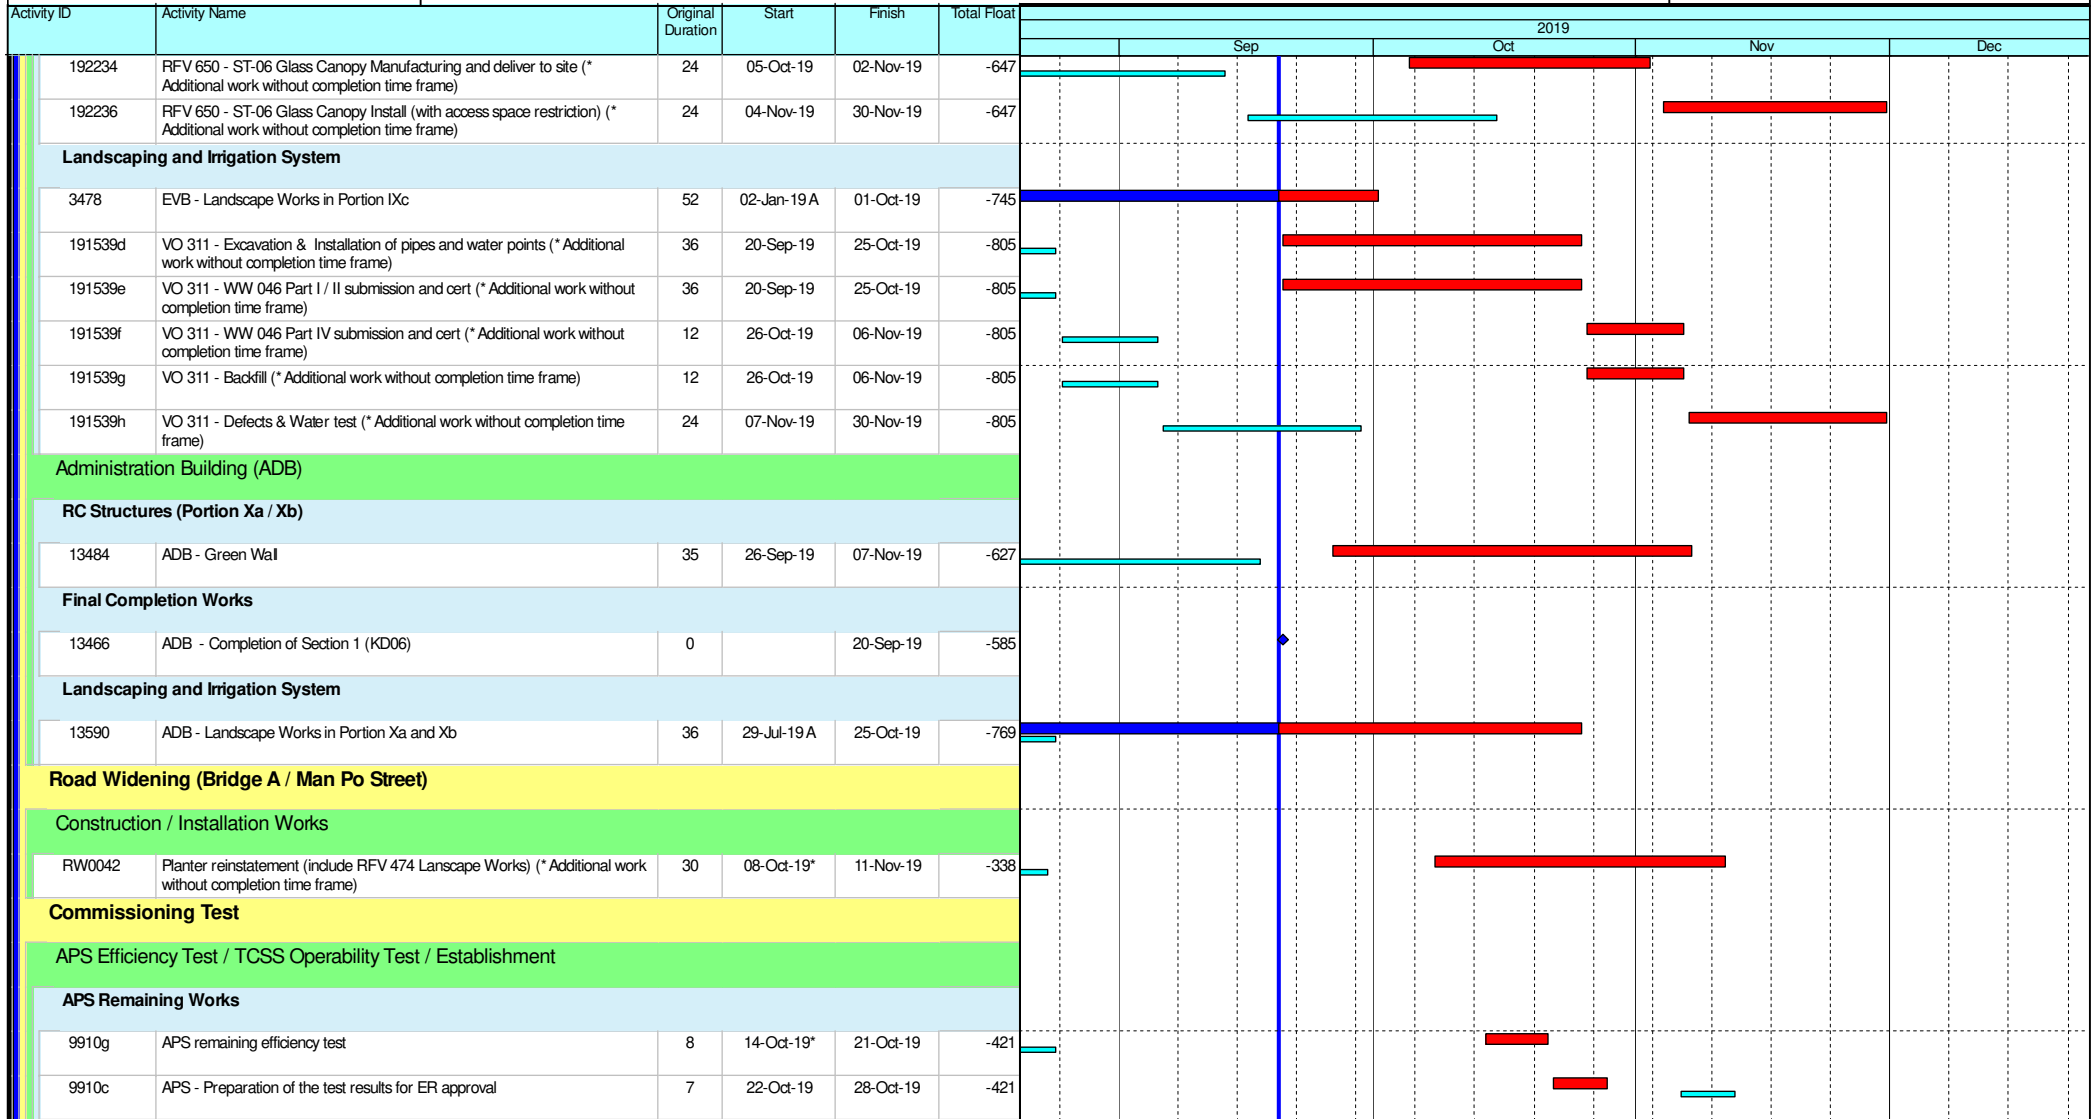 Activity ID Activity Name Original Start Finish Total Float
Duration
2019
Sep Oct Nov Dec
192234 RFV 650 - ST-06 Glass Canopy Manufacturing and deliver to site (* 24 05-Oct-19 02-Nov-19 -647
Additional work without completion time frame)
192236 RFV 650 - ST-06 Glass Canopy Install (with access space restriction) (* 24 04-Nov-19 30-Nov-19 -647
Additional work without completion time frame)
Landscaping and Irrigation System
3478 EVB - Landscape Works in Portion IXc 52 02-Jan-19 A 01-Oct-19 -745
191539d VO 311 - Excavation & Installation of pipes and water points (* Additional 36 20-Sep-19 25-Oct-19 -805
work without completion time frame)
191539e VO 311 - WW 046 Part I / II submission and cert (* Additional work without 36 20-Sep-19 25-Oct-19 -805
completion time frame)
191539f VO 311 - WW 046 Part IV submission and cert (* Additional work without 12 26-Oct-19 06-Nov-19 -805
completion time frame)
191539g VO 311 - Backfill (* Additional work without completion time frame) 12 26-Oct-19 06-Nov-19 -805
191539h VO 311 - Defects & Water test (* Additional work without completion time 24 07-Nov-19 30-Nov-19 -805
frame)
Administration Building (ADB)
RC Structures (Portion Xa / Xb)
13484 ADB - Green Wall 35 26-Sep-19 07-Nov-19 -627
Final Completion Works
13466 ADB - Completion of Section 1 (KD06) 0 20-Sep-19 -585
Landscaping and Irrigation System
13590 ADB - Landscape Works in Portion Xa and Xb 36 29-Jul-19 A 25-Oct-19 -769
Road Widening (Bridge A / Man Po Street)
Construction / Installation Works
RW0042 Planter reinstatement (include RFV 474 Lanscape Works) (* Additional work 30 08-Oct-19* 11-Nov-19 -338
without completion time frame)
Commissioning Test
APS Efficiency Test / TCSS Operability Test / Establishment
APS Remaining Works
9910g APS remaining efficiency test 8 14-Oct-19* 21-Oct-19 -421
9910c APS - Preparation of the test results for ER approval 7 22-Oct-19 28-Oct-19 -421